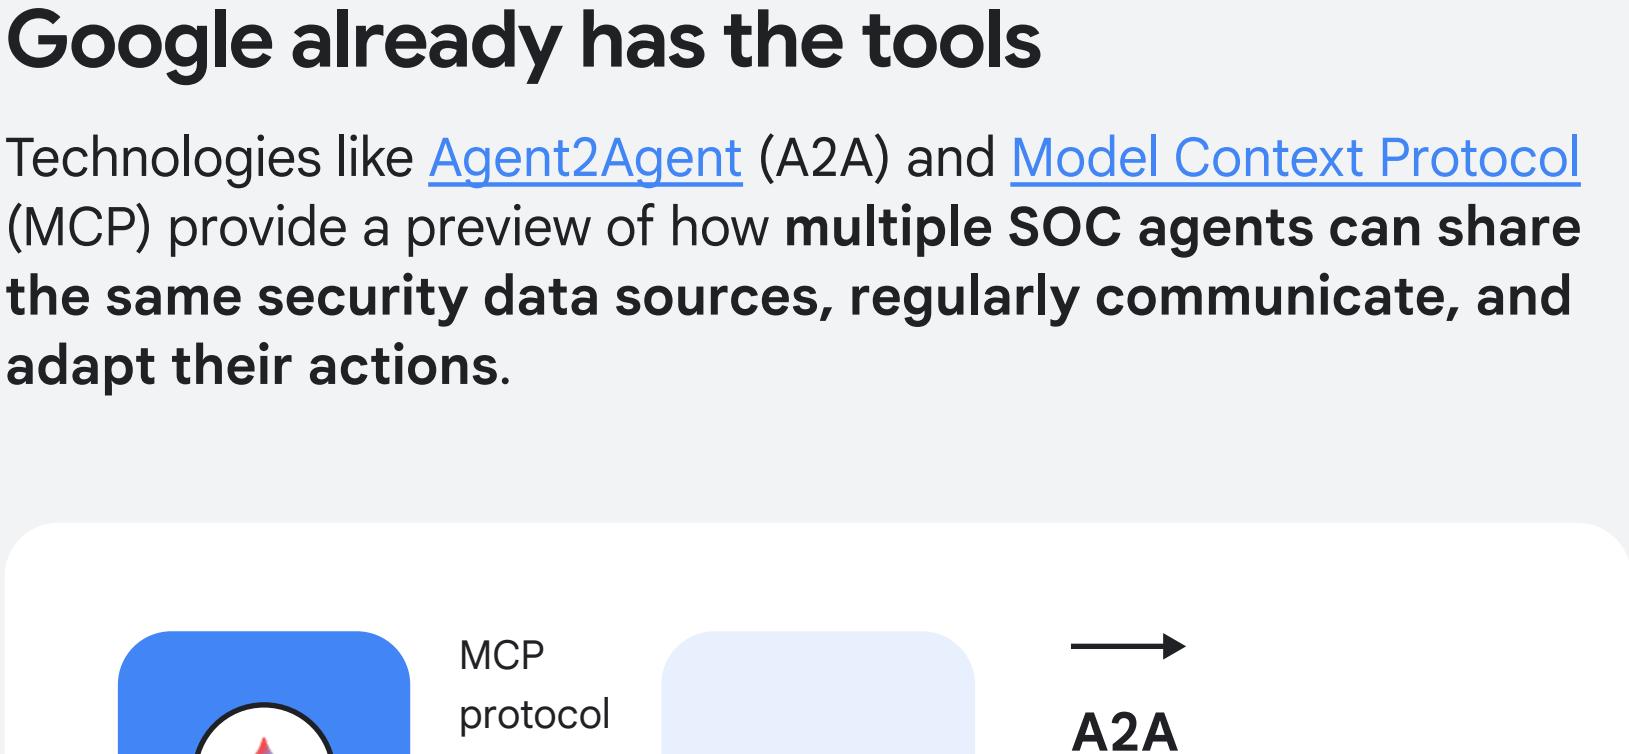 Google already has the tools
Technologies like Agent2Agent (A2A) and Model Context Protocol
(MCP) provide a preview of how multiple SOC agents can share
the same security data sources, regularly communicate, and
adapt their actions.
MCP
protocol
A2A